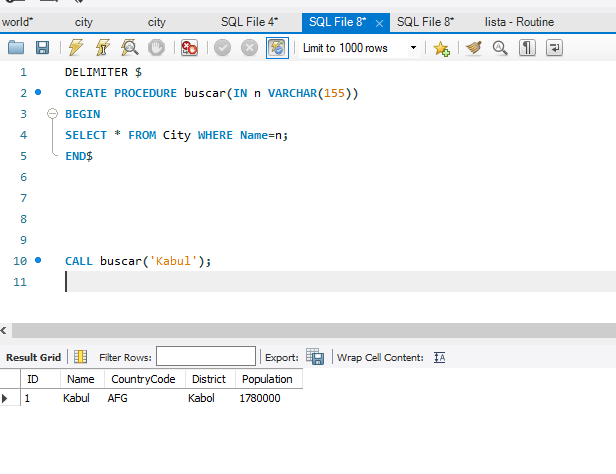 world* city city SQL File 4* SQL File 8* SQL File 8* lista - Routine
Limit to 1000 rows
1 DELIMITER $
2 CREATE PROCEDURE buscar(IN n VARCHAR(155))
3 BEGIN
4 SELECT * FROM City WHERE Name=n;
5 END$
6
7
8
9
10 CALL buscar('Kabul');
11
Result Grid Filter Rows: Export: Wrap Cell Content: IA
ID Name CountryCode District Population
1 Kabul AFG Kabol 1780000